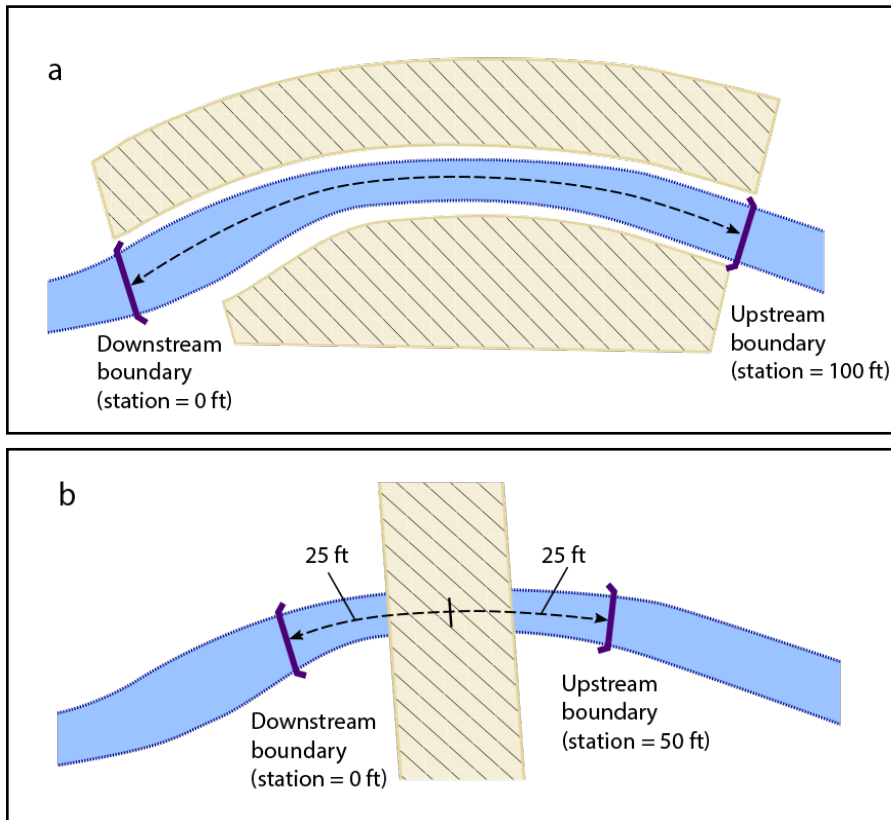 a
Downstream
boundary
(station = 0 ft)
Upstream
boundary
(station = 100 ft)
b
25 ft
25 ft
Downstream
boundary
(station = 0 ft)
Upstream
boundary
(station = 50 ft)